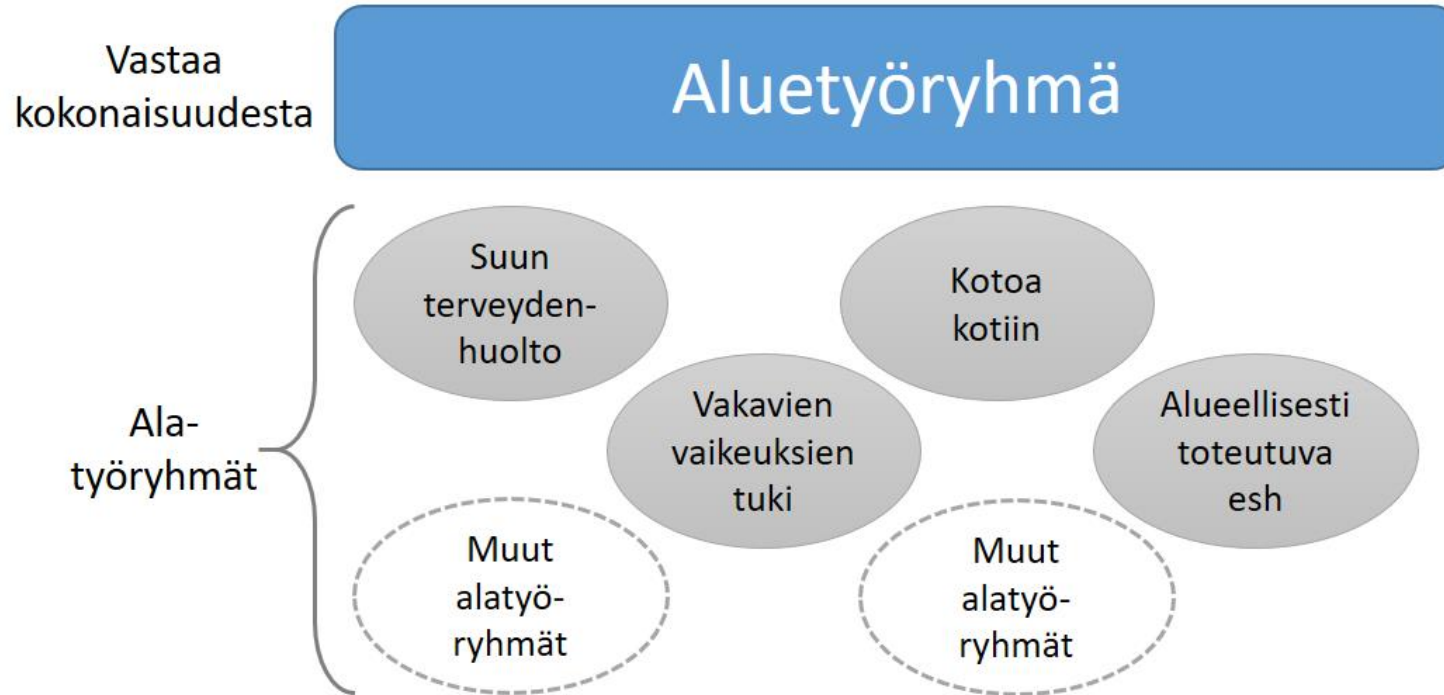 Vastaa
kokonaisuudesta
Aluetyöryhmä
Ala-
työryhmät
Suun
terveyden-
huolto
Kotoa
kotiin
Vakavien
vaikeuksien
tuki
Alueellisesti
toteutuva
esh
Muut
alatyö-
ryhmät
Muut
alatyö-
ryhmät